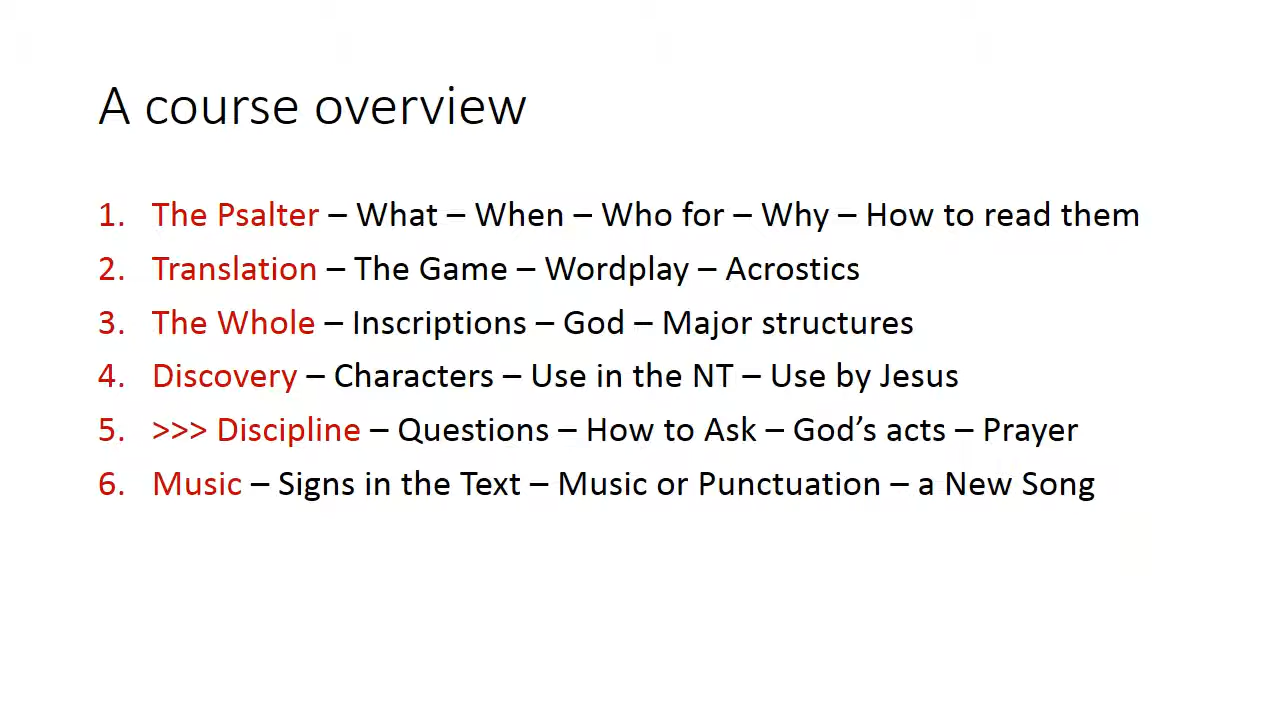 A course overview
1. The Psalter – What – When – Who for – Why – How to read them
2. Translation – The Game – Wordplay – Acrostics
3. The Whole – Inscriptions – God – Major structures
4. Discovery – Characters – Use in the NT – Use by Jesus
5. >>> Discipline – Questions – How to Ask – God’s acts – Prayer
6. Music – Signs in the Text – Music or Punctuation – a New Song